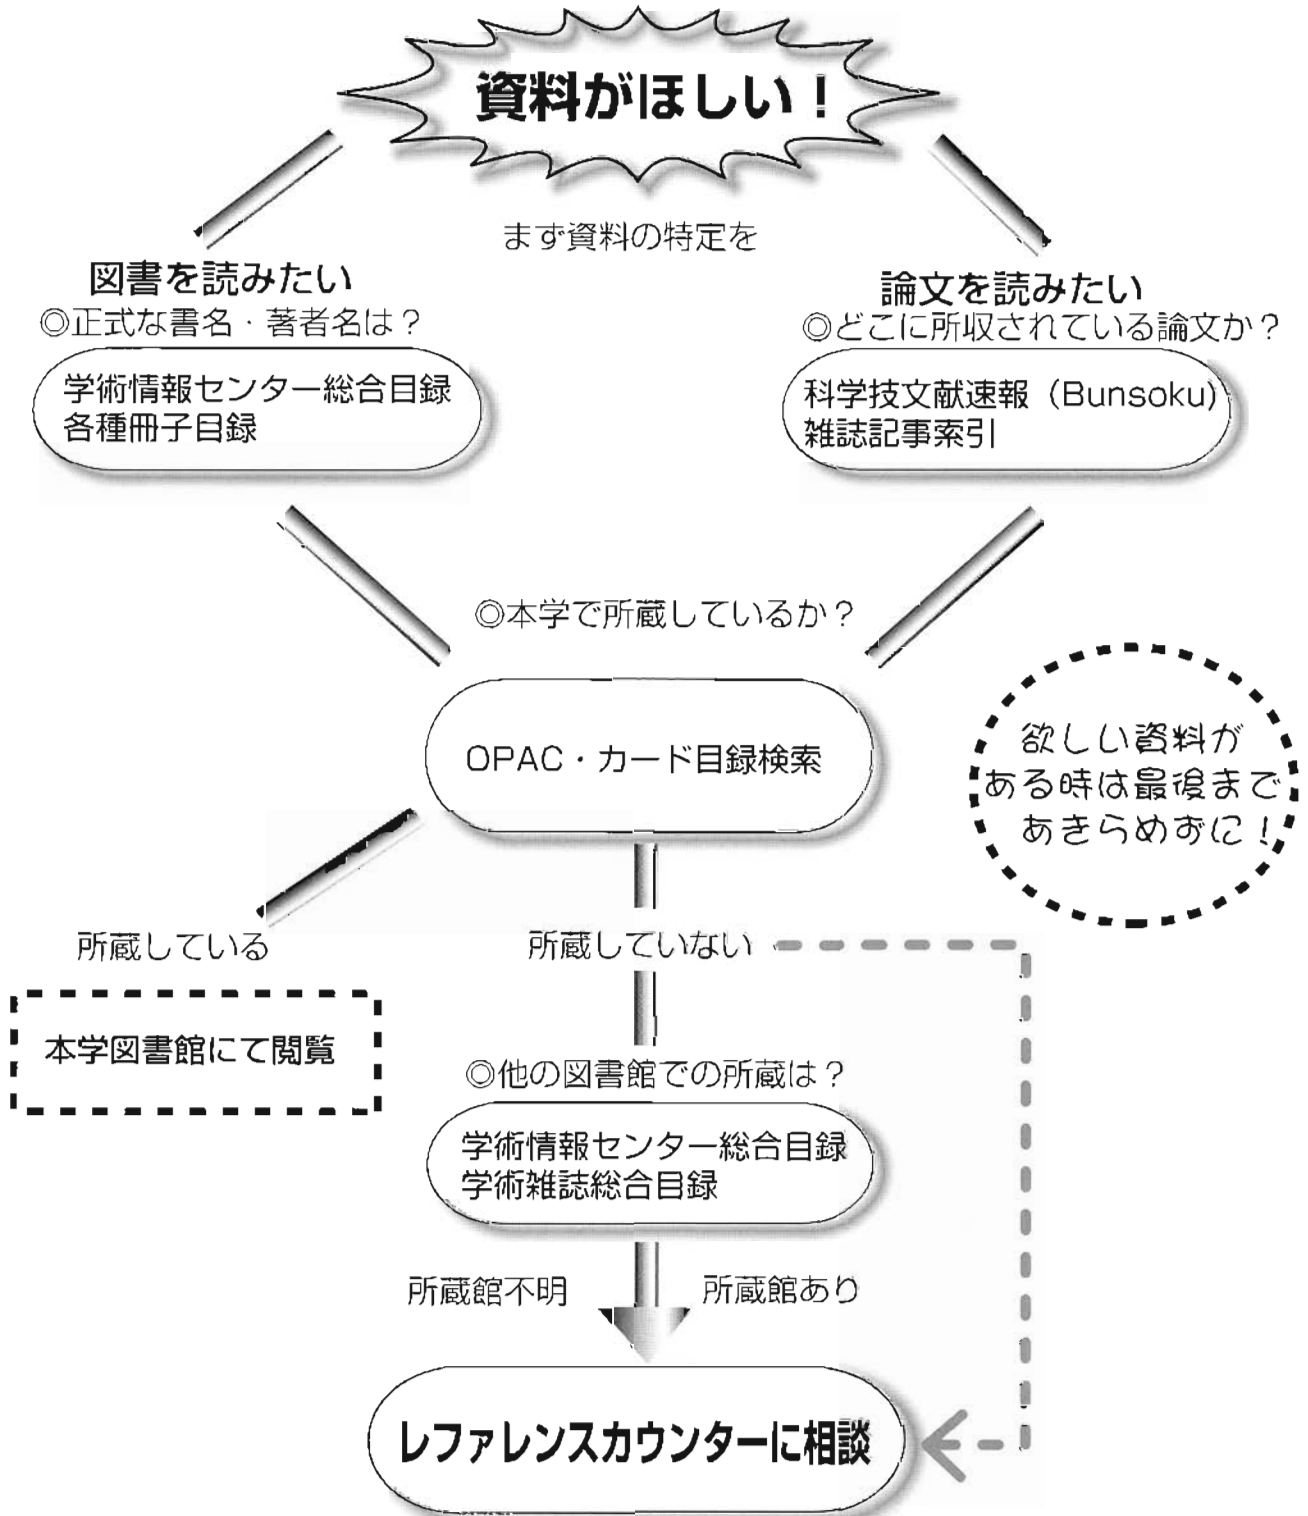 資料がほしい！
まず資料の特定を
図書を読みたい
◎正式な書名・著者名は？
学術情報センター総合目録
各種冊子目録
論文を読みたい
◎どこに所収されている論文か？
科学技文献速報（Bunsoku）
雑誌記事索引
◎本学で所蔵しているか？
OPAC・カード目録検索
欲しい資料が
ある時は最後まで
あきらめずに！
所蔵している
本学図書館にて閲覧
所蔵していない
◎他の図書館での所蔵は？
学術情報センター総合目録
学術雑誌総合目録
所蔵館不明
所蔵館あり
レファレンスカウンターに相談